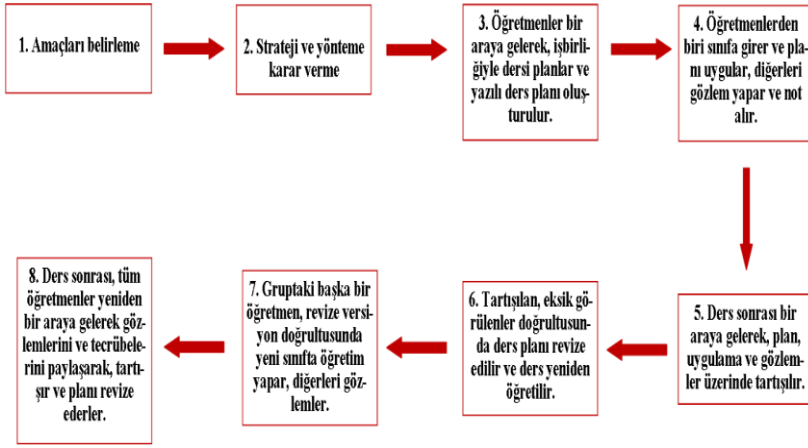 1. Amaçları belirleme
2. Strateji ve yönteme
karar verme
3. Öğretmenler bir
araya gelerek, işbirli-
ğiyle dersi planlar ve
yazılı ders planı oluş-
turulur.
4. Öğretmenlerden
biri sınıfa girer ve pla-
nı uygular, diğerleri
gözlem yapar ve not
alır.
5. Ders sonrası bir
araya gelerek, plan,
uygulama ve gözlem-
ler üzerinde tartışılır.
6. Tartışılan, eksik gö-
rülenler doğrultusun-
da ders planı revize
edilir ve ders yeniden
öğretilir.
7. Gruptaki başka bir
öğretmen, revize versi-
yon doğrultusunda
yeni sınıfta öğretim
yapar, diğerleri göz-
lemler.
8. Ders sonrası, tüm
öğretmenler yeniden
bir araya gelerek göz-
lemlerini ve tecrübele-
rini paylaşarak, tartı-
şır ve planı revize
ederler.